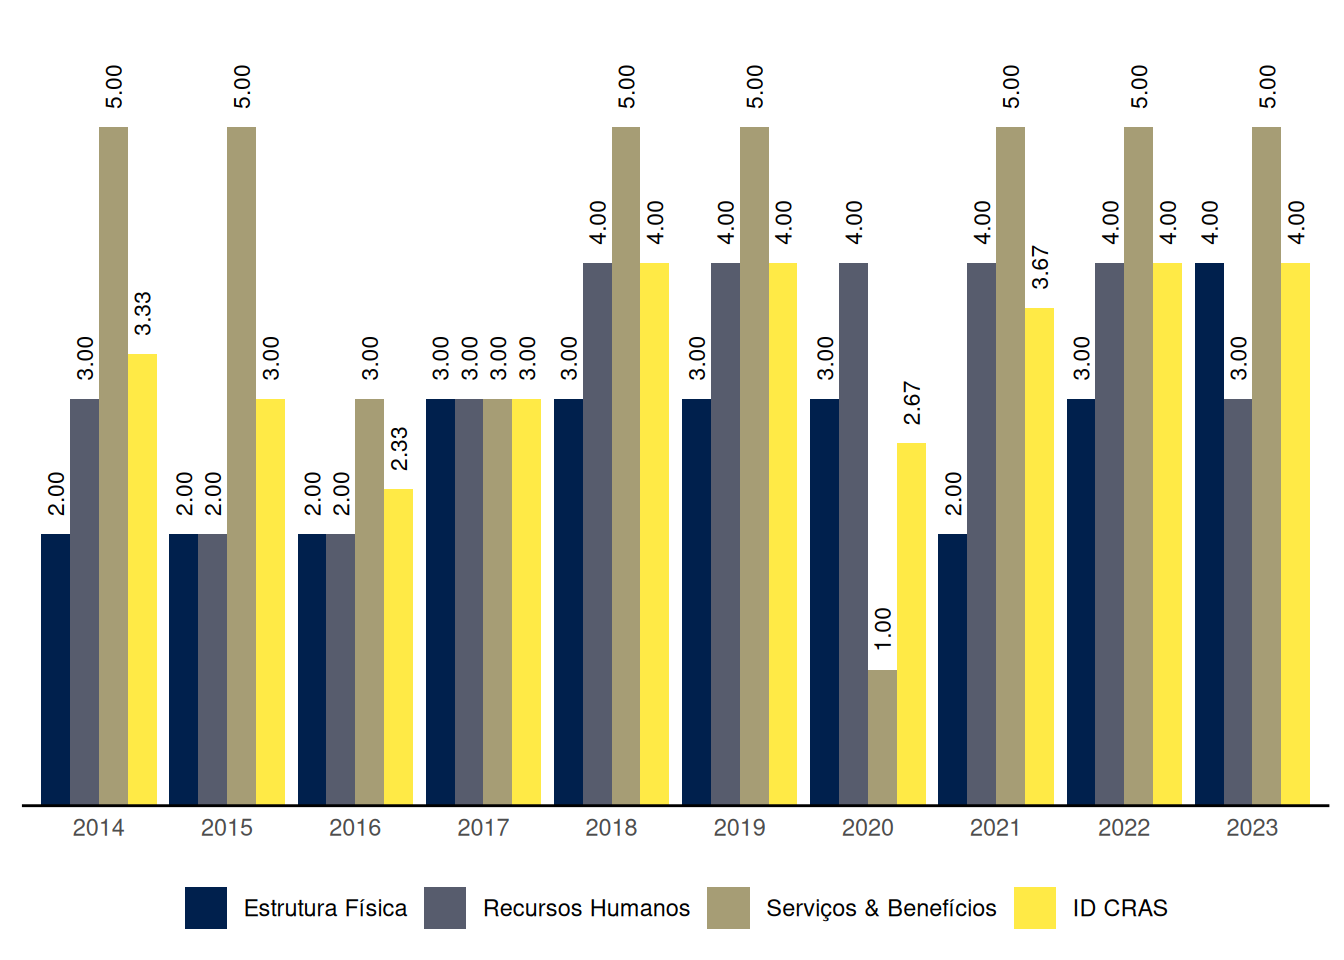 5.00 5.00 5.00 5.00 5.00 5.00 5.00
4.00 4.00 4.00 4.00 4.00 4.00 4.00 4.00 4.00 4.00
3.67
3.33
3.00 3.00 3.00 3.00 3.00 3.00 3.00 3.00 3.00 3.00 3.00 3.00
2.67
2.33
2.00 2.00 2.00 2.00 2.00 2.00
1.00
2014 2015 2016 2017 2018 2019 2020 2021 2022 2023
Estrutura Física Recursos Humanos Serviços & Benefícios ID CRAS